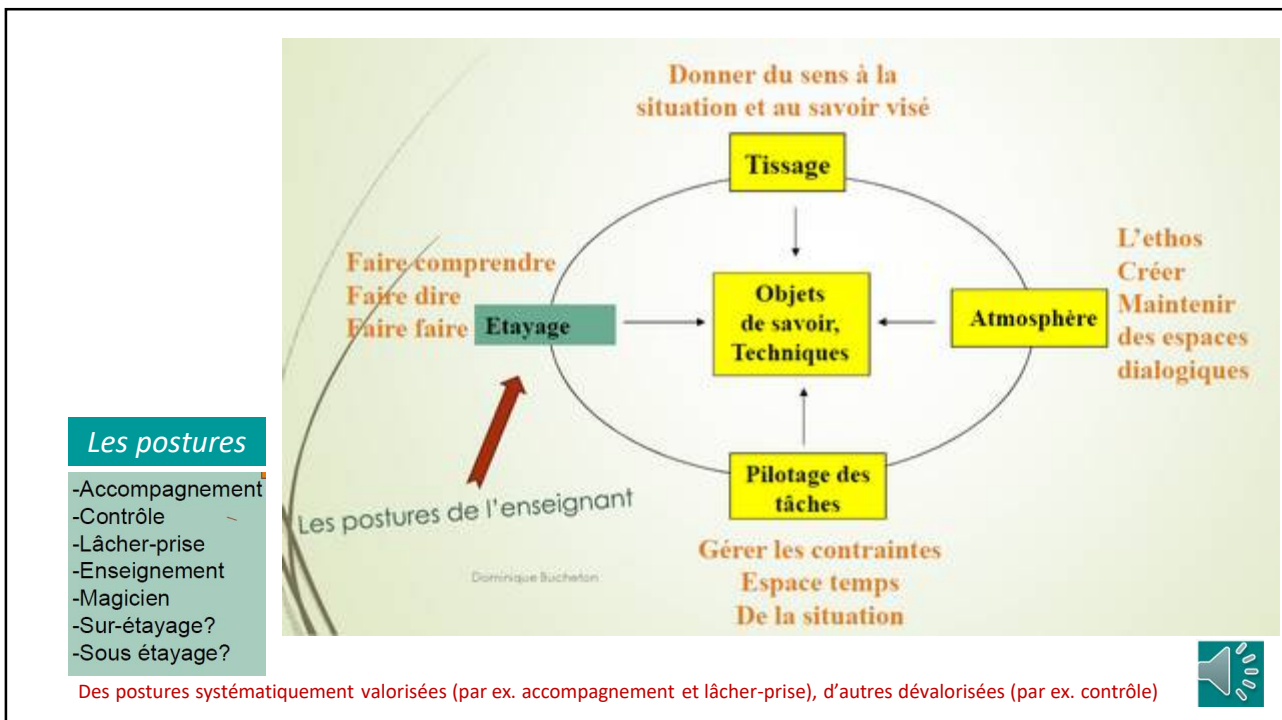 Donner du sens à la
situation et au savoir visé
Tissage
Faire comprendre
Faire dire
Faire faire
Etayage
Objets
de savoir,
Techniques
Atmosphère
L'ethos
Créer
Maintenir
des espaces
dialogiques
Pilotage des
tâches
Gérer les contraintes
Espace temps
De la situation
Les postures de l'enseignant
Dominique Bucheton
Les postures
-Accompagnement
-Contrôle
-Lâcher-prise
-Enseignement
-Magicien
-Sur-étayage?
-Sous étayage?
Des postures systématiquement valorisées (par ex. accompagnement et lâcher-prise), d'autres dévalorisées (par ex. contrôle)